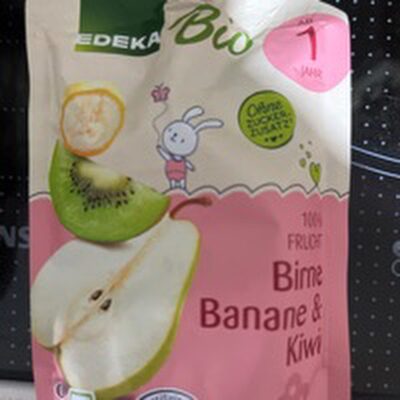 EDEKA
Bio
AB
1
JAHR
Ohne
ZUCKER-
ZUSATZ*
100%
FRUCHT
Birne
Banane &
Kiwi